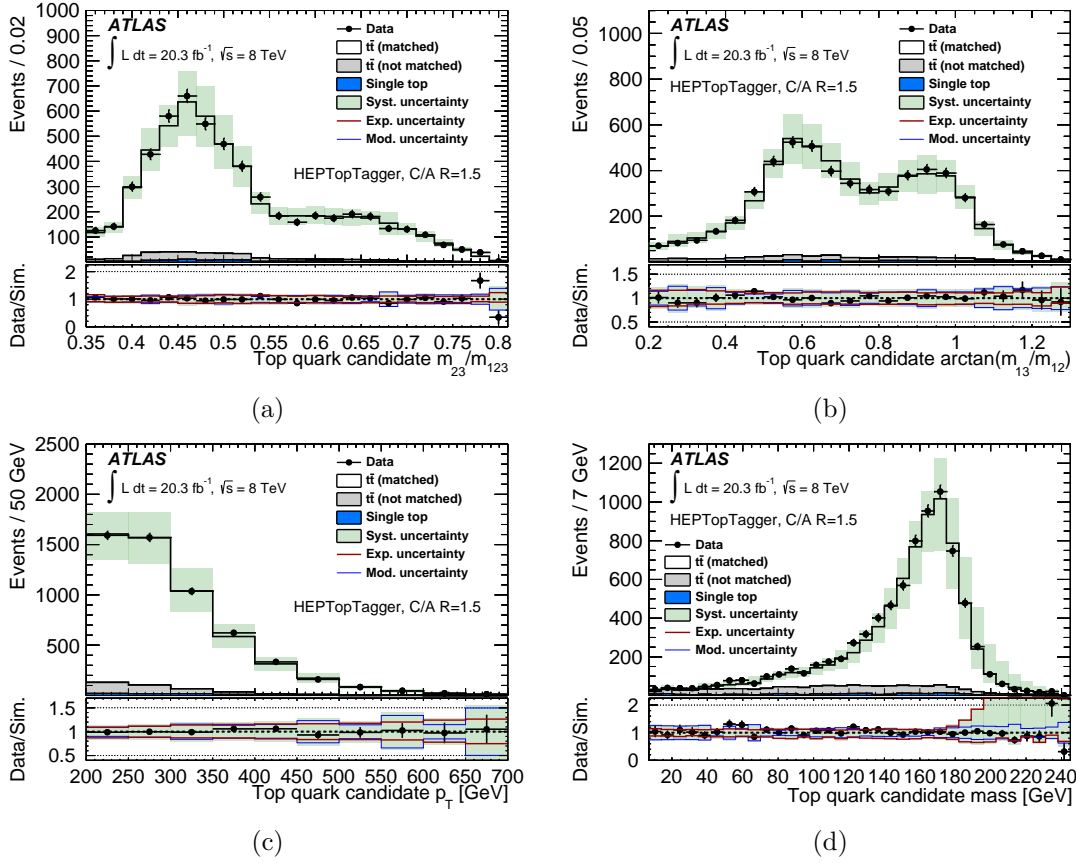 ATLAS
∫ L dt = 20.3 fb⁻¹, √s = 8 TeV
Data
tt̄ (matched)
tt̄ (not matched)
Single top
Syst. uncertainty
Exp. uncertainty
Mod. uncertainty
HEPTopTagger, C/A R=1.5
Events / 0.02
1000
900
800
700
600
500
400
300
200
100
Data/Sim.
2
1
0
0.35 0.4 0.45 0.5 0.55 0.6 0.65 0.7 0.75 0.8
Top quark candidate m₂₃/m₁₂₃
(a)
ATLAS
∫ L dt = 20.3 fb⁻¹, √s = 8 TeV
HEPTopTagger, C/A R=1.5
Data
tt̄ (matched)
tt̄ (not matched)
Single top
Syst. uncertainty
Exp. uncertainty
Mod. uncertainty
Events / 0.05
1000
800
600
400
200
Data/Sim.
1.5
1
0.5
0.2 0.4 0.6 0.8 1 1.2
Top quark candidate arctan(m₁₃/m₁₂)
(b)
ATLAS
∫ L dt = 20.3 fb⁻¹, √s = 8 TeV
Data
tt̄ (matched)
tt̄ (not matched)
Single top
Syst. uncertainty
Exp. uncertainty
Mod. uncertainty
HEPTopTagger, C/A R=1.5
Events / 50 GeV
2500
2000
1500
1000
500
Data/Sim.
1.5
1
0.5
200 250 300 350 400 450 500 550 600 650 700
Top quark candidate p_T [GeV]
(c)
ATLAS
∫ L dt = 20.3 fb⁻¹, √s = 8 TeV
HEPTopTagger, C/A R=1.5
Data
tt̄ (matched)
tt̄ (not matched)
Single top
Syst. uncertainty
Exp. uncertainty
Mod. uncertainty
Events / 7 GeV
1200
1000
800
600
400
200
Data/Sim.
2
1
0
20 40 60 80 100 120 140 160 180 200 220 240
Top quark candidate mass [GeV]
(d)